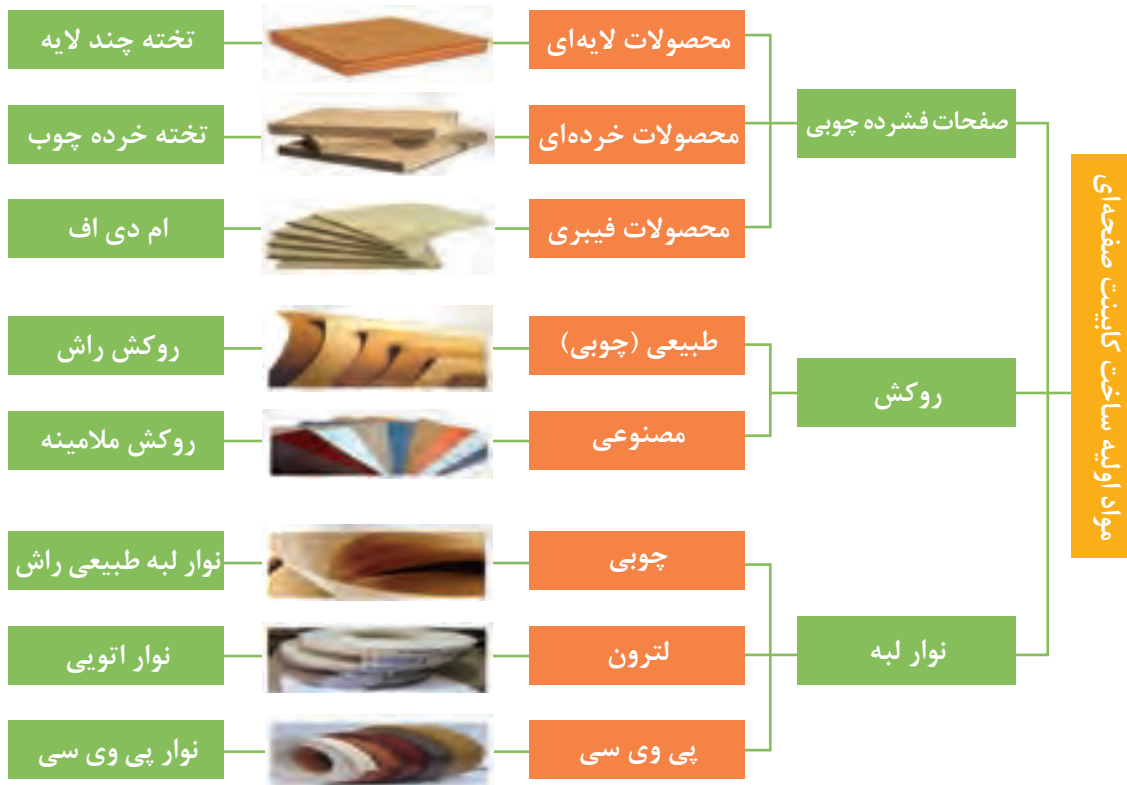 مواد اولیه ساخت کابینت صفحه‌ای
صفحات فشرده چوبی
محصولات لایه‌ای
تخته چند لایه
محصولات خرده‌ای
تخته خرده چوب
محصولات فیبری
ام دی اف
روکش
طبیعی (چوبی)
روکش راش
مصنوعی
روکش ملامینه
نوار لبه
چوبی
نوار لبه طبیعی راش
لترون
نوار اتویی
پی وی سی
نوار پی وی سی